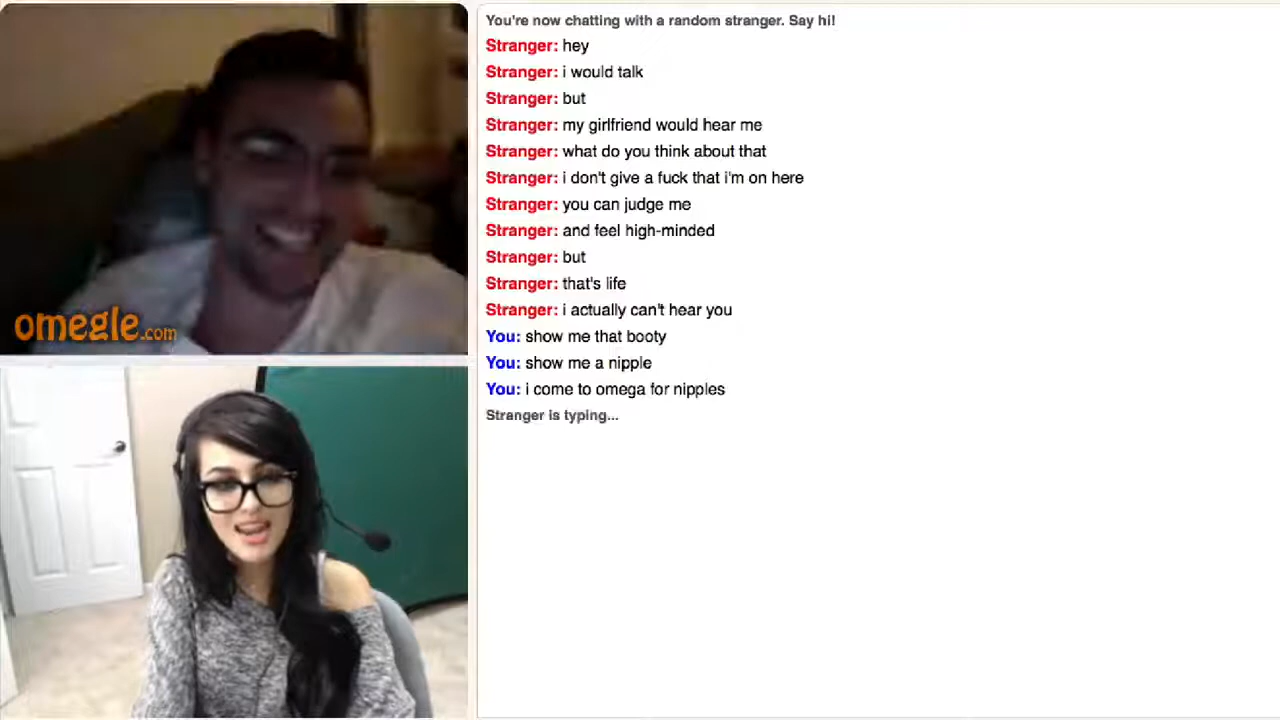 You're now chatting with a random stranger. Say hi!
Stranger: hey
Stranger: i would talk
Stranger: but
Stranger: my girlfriend would hear me
Stranger: what do you think about that
Stranger: i don't give a fuck that i'm on here
Stranger: you can judge me
Stranger: and feel high-minded
Stranger: but
Stranger: that's life
Stranger: i actually can't hear you
You: show me that booty
You: show me a nipple
You: i come to omega for nipples
Stranger is typing...
omegle.com